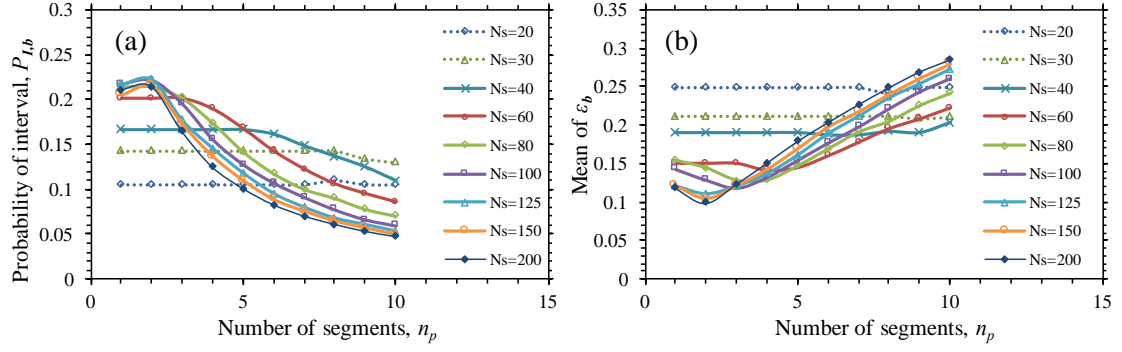 (a)
Probability of interval, P_{I,b}
0.3
0.25
0.2
0.15
0.1
0.05
0
0
5
10
15
Number of segments, n_p
Ns=20
Ns=30
Ns=40
Ns=60
Ns=80
Ns=100
Ns=125
Ns=150
Ns=200
(b)
Mean of ε_b
0.35
0.3
0.25
0.2
0.15
0.1
0.05
0
0
5
10
15
Number of segments, n_p
Ns=20
Ns=30
Ns=40
Ns=60
Ns=80
Ns=100
Ns=125
Ns=150
Ns=200